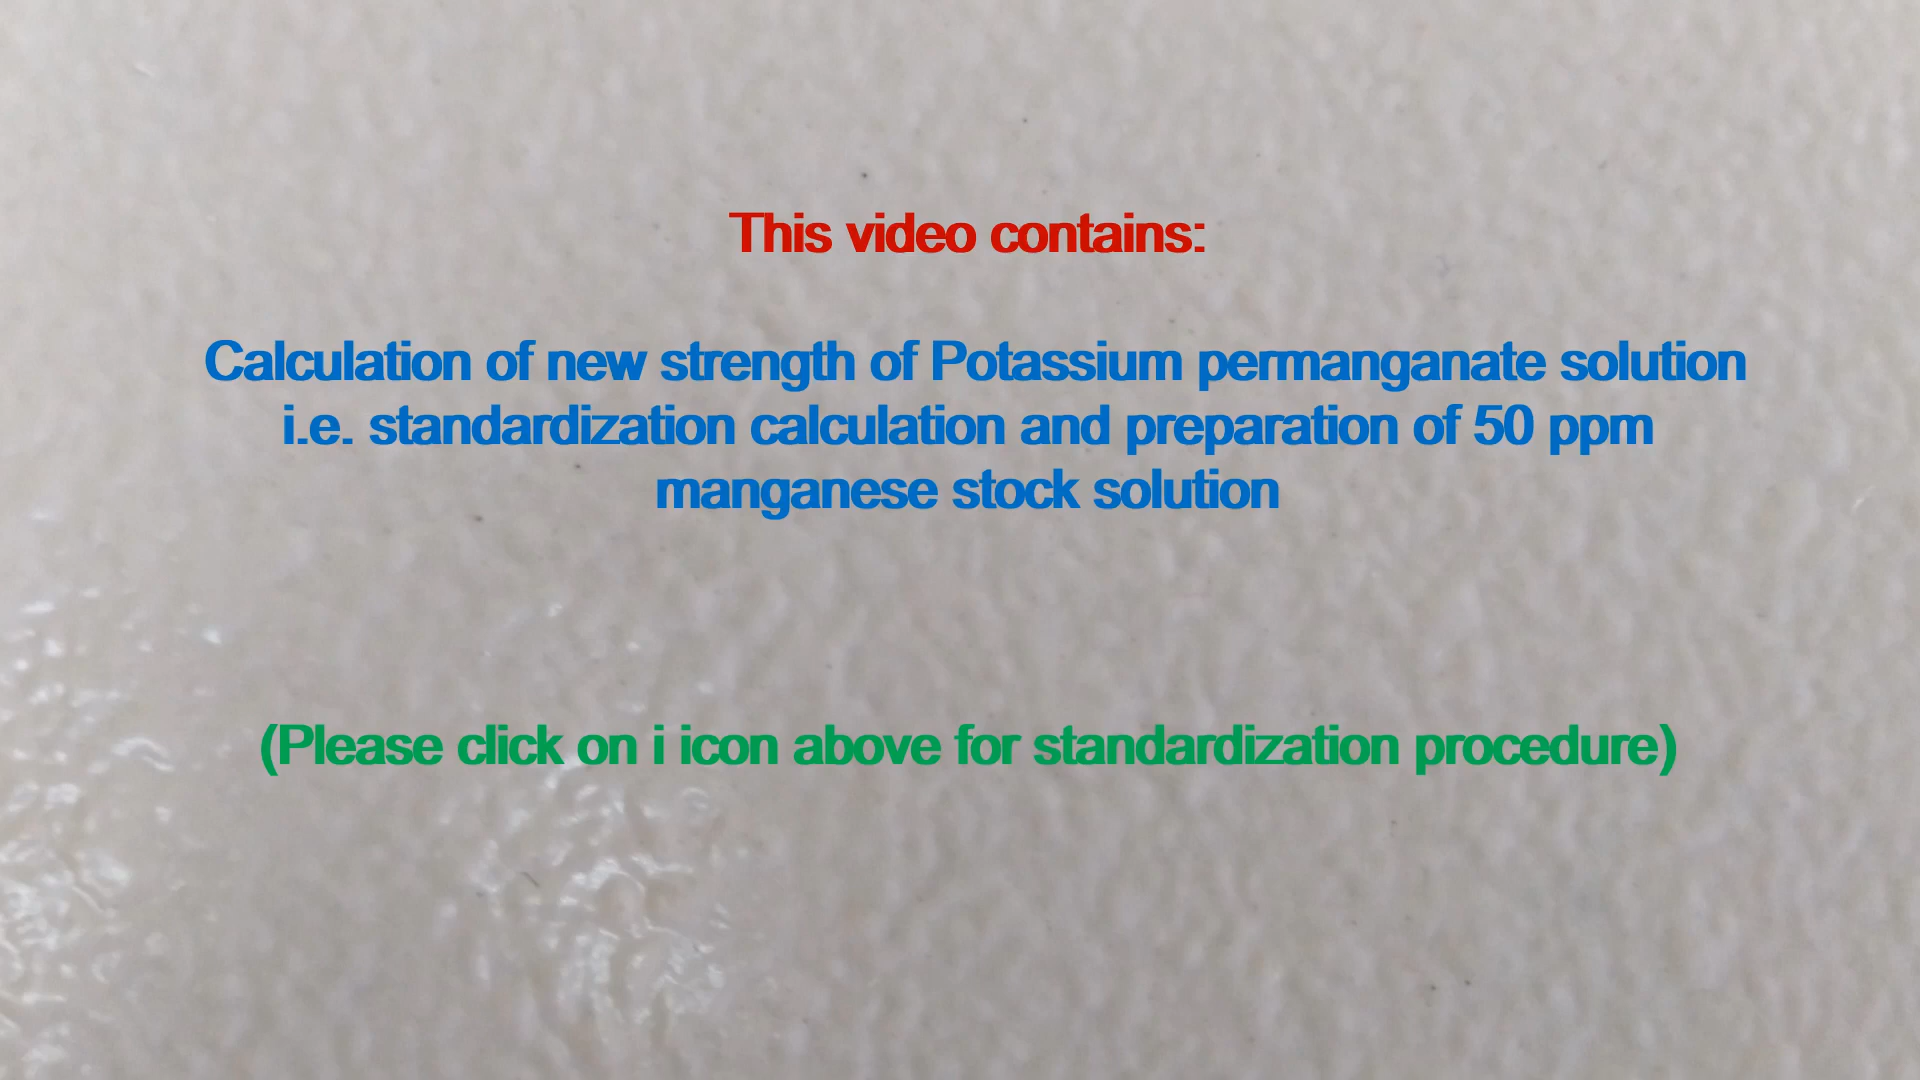 This video contains:
Calculation of new strength of Potassium permanganate solution
i.e. standardization calculation and preparation of 50 ppm
manganese stock solution
(Please click on i icon above for standardization procedure)